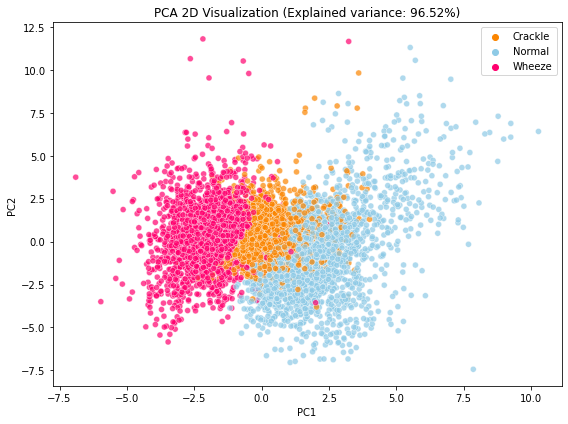 PCA 2D Visualization (Explained variance: 96.52%)
Crackle
Normal
Wheeze
12.5
10.0
7.5
5.0
2.5
0.0
−2.5
−5.0
−7.5
PC2
−7.5 −5.0 −2.5 0.0 2.5 5.0 7.5 10.0
PC1